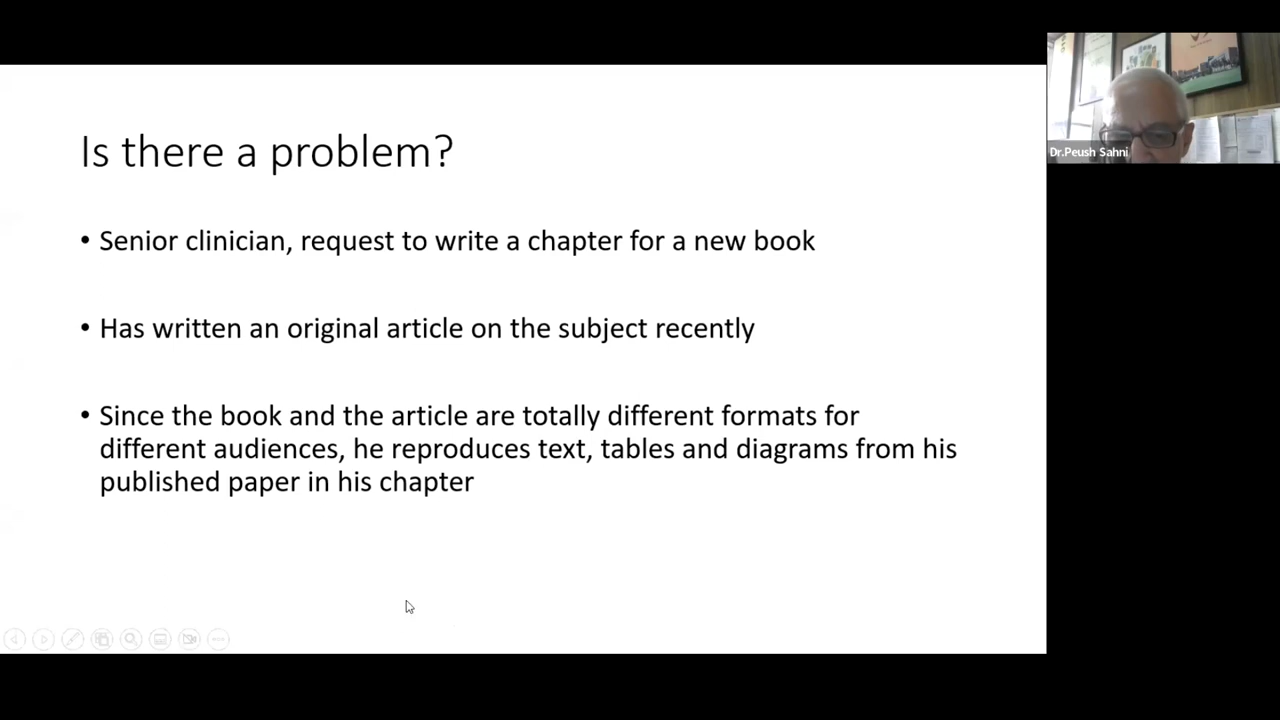 Is there a problem?
• Senior clinician, request to write a chapter for a new book
• Has written an original article on the subject recently
• Since the book and the article are totally different formats for
different audiences, he reproduces text, tables and diagrams from his
published paper in his chapter
Dr.Peush Sahni